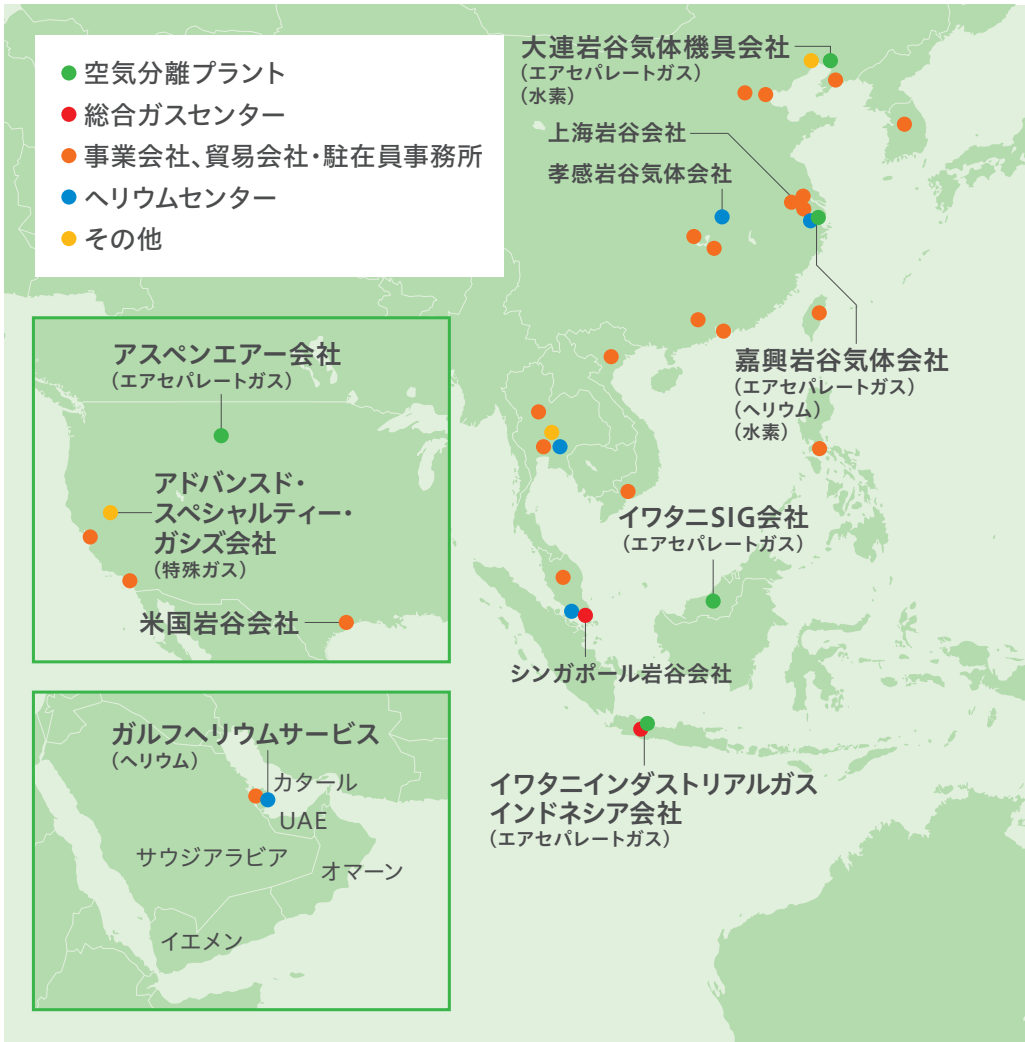 空気分離プラント
総合ガスセンター
事業会社、貿易会社・駐在員事務所
ヘリウムセンター
その他
大連岩谷気体機具会社
(エアセパレートガス)
(水素)
上海岩谷会社
孝感岩谷気体会社
嘉興岩谷気体会社
(エアセパレートガス)
(ヘリウム)
(水素)
アスペンエアー会社
(エアセパレートガス)
アドバンスド・
スペシャルティー・
ガシズ会社
(特殊ガス)
米国岩谷会社
イワタニSIG会社
(エアセパレートガス)
シンガポール岩谷会社
イワタニインダストリアルガス
インドネシア会社
(エアセパレートガス)
ガルフヘリウムサービス
(ヘリウム)
カタール
UAE
サウジアラビア
オマーン
イエメン